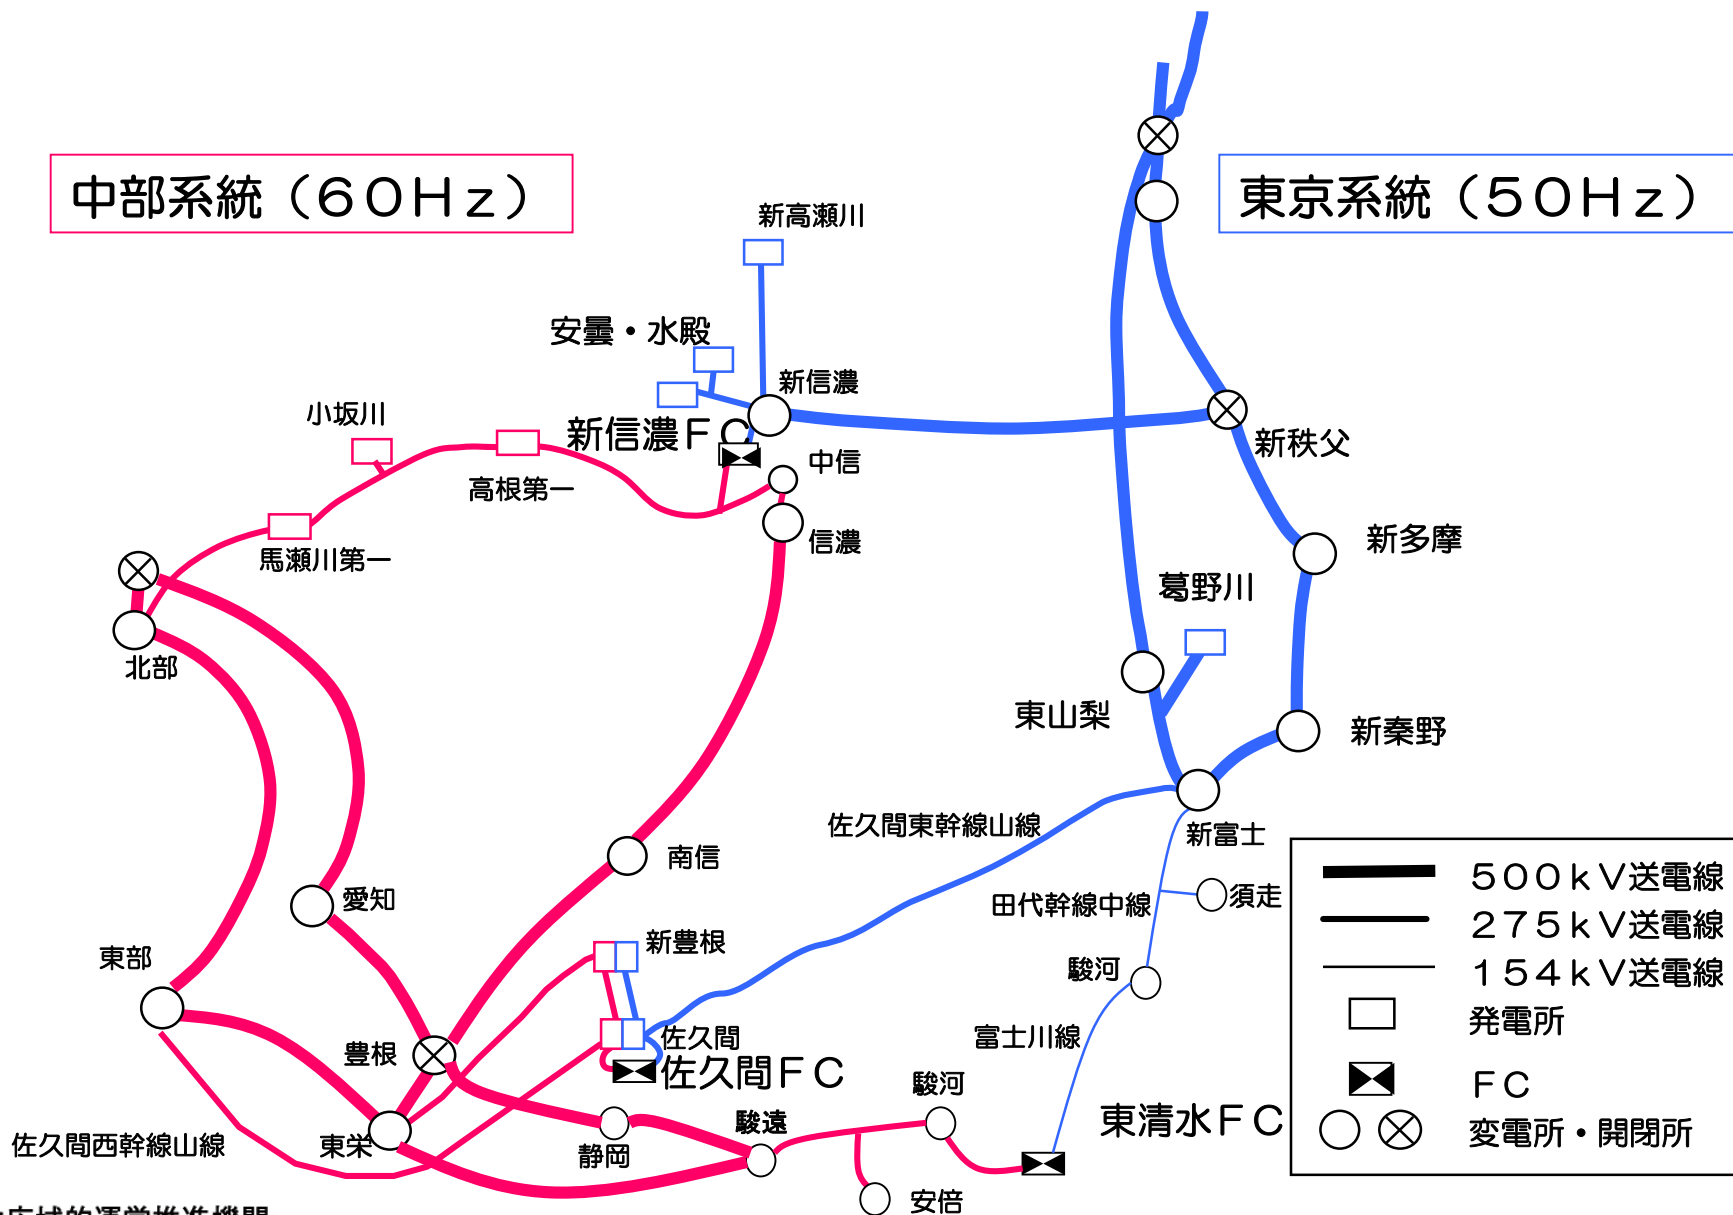 中部系統（６０Ｈｚ）
東京系統（５０Ｈｚ）
新高瀬川
安曇・水殿
新信濃
小坂川
新信濃ＦＣ
新秩父
中信
高根第一
信濃
新多摩
馬瀬川第一
葛野川
北部
東山梨
新秦野
佐久間東幹線山線
新富士
南信
愛知
田代幹線中線
須走
５００ｋＶ送電線
２７５ｋＶ送電線
１５４ｋＶ送電線
発電所
ＦＣ
変電所・開閉所
東部
新豊根
駿河
富士川線
佐久間
豊根
佐久間ＦＣ
駿河
東清水ＦＣ
駿遠
佐久間西幹線山線
東栄
静岡
安倍